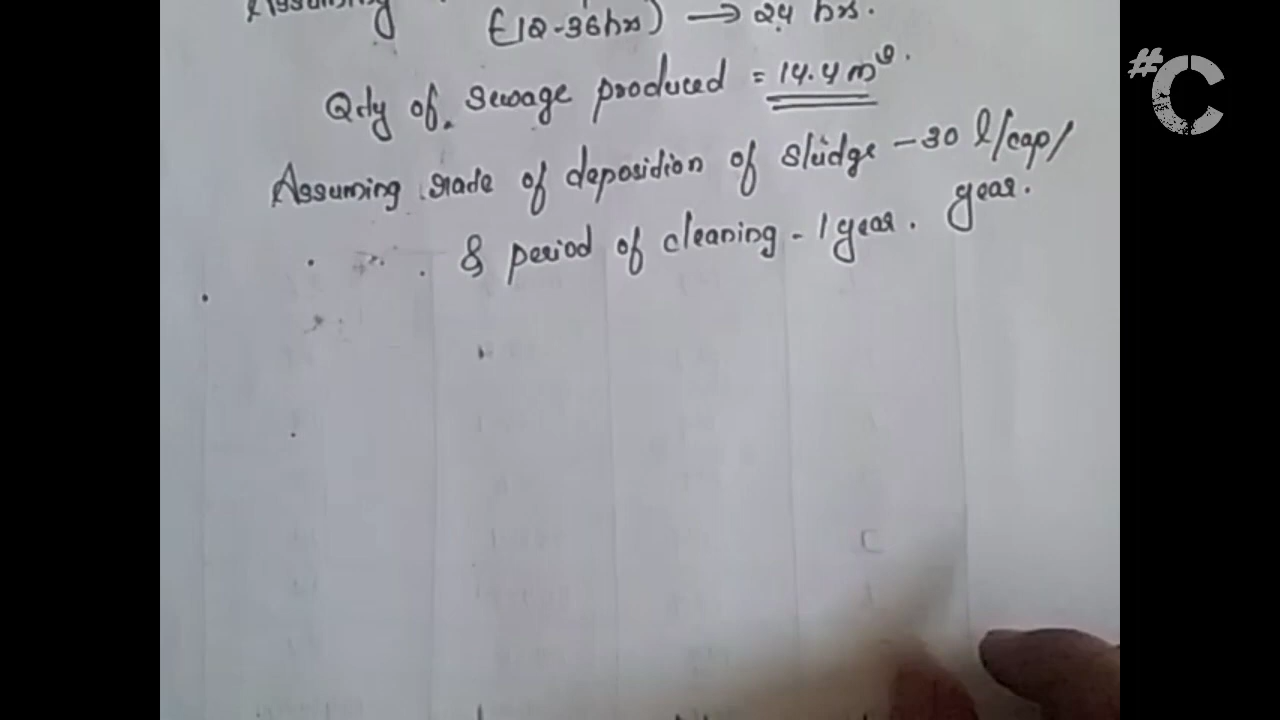 Assuming
(12-36hrs) → 24 hrs.
Qty of sewage produced = 14.4 m³.
Assuming rate of deposition of sludge - 30 l/cap/
year.
& period of cleaning - 1 year.
#C